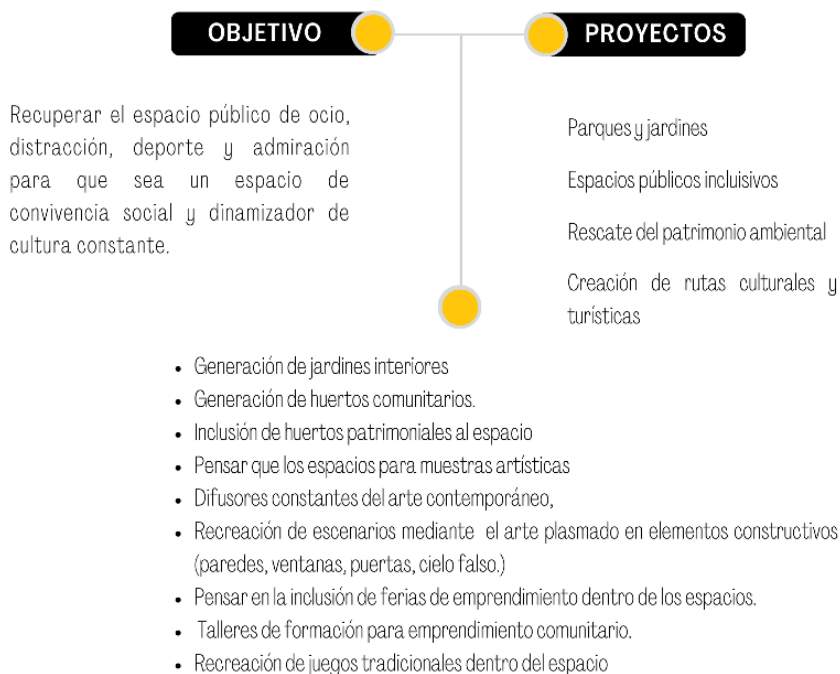 OBJETIVO
PROYECTOS
Recuperar el espacio público de ocio,
distracción, deporte y admiración
para que sea un espacio de
convivencia social y dinamizador de
cultura constante.
Parques y jardines
Espacios públicos incluisivos
Rescate del patrimonio ambiental
Creación de rutas culturales y
turísticas
• Generación de jardines interiores
• Generación de huertos comunitarios.
• Inclusión de huertos patrimoniales al espacio
• Pensar que los espacios para muestras artísticas
• Difusores constantes del arte contemporáneo,
• Recreación de escenarios mediante el arte plasmado en elementos constructivos
(paredes, ventanas, puertas, cielo falso.)
• Pensar en la inclusión de ferias de emprendimiento dentro de los espacios.
• Talleres de formación para emprendimiento comunitario.
• Recreación de juegos tradicionales dentro del espacio